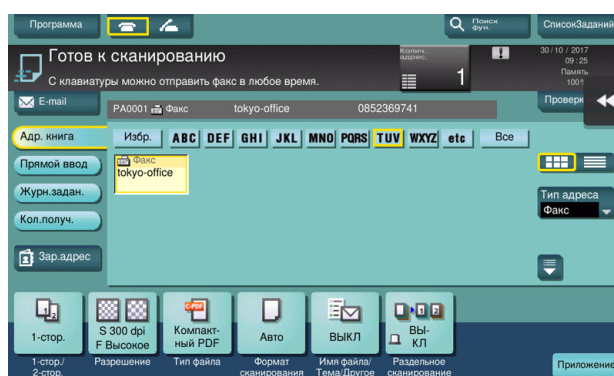 Программа
Поиск
фун.
СписокЗаданий
Готов к сканированию
С клавиатуры можно отправить факс в любое время.
Колич.
адрес.
1
30/10/2017
09:25
Память
100%
E-mail
PA0001 Факс tokyo-office 0852369741
Проверк
Адр. книга
Избр. ABC DEF GHI JKL MNO PQRS TUV WXYZ etc Все
Прямой ввод
Факс
tokyo-office
Журн.задан.
Тип адреса
Факс
Кол.получ.
Зар.адрес
1-стор.
S 300 dpi
F Высокое
C-PDF
Компакт-
ный PDF
Авто
ВЫКЛ
ВЫ-
КЛ
1-стор./
2-стор.
Разрешение
Тип файла
Формат
сканирования
Имя файла/
Тема/Другое
Раздельное
сканирование
Приложение